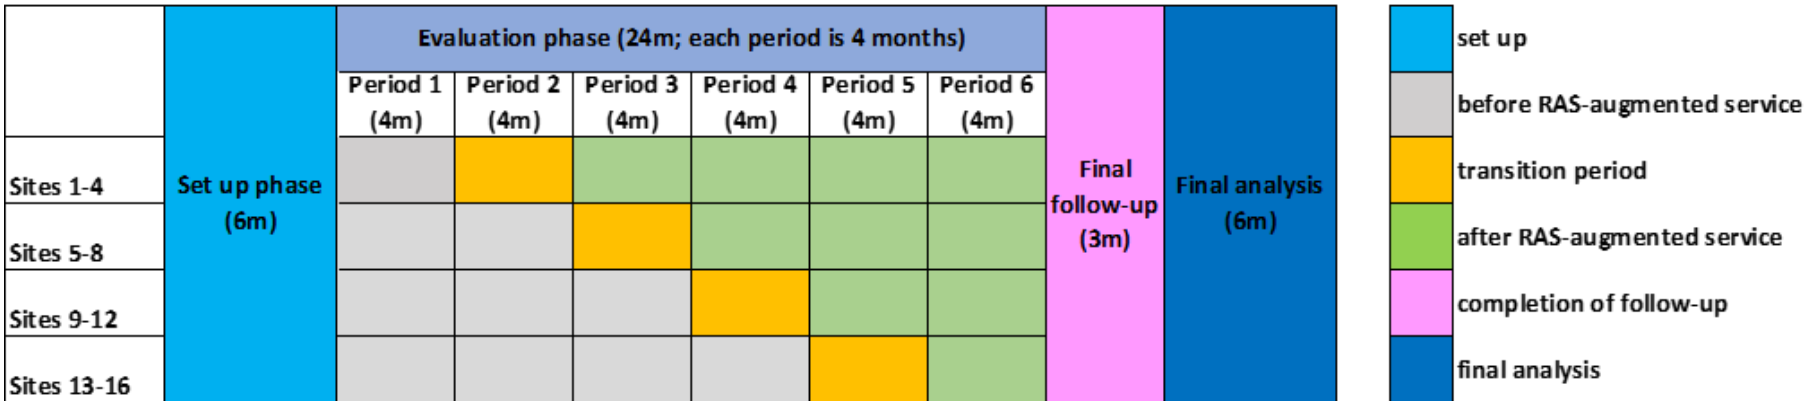 Evaluation phase (24m; each period is 4 months)
Period 1
(4m)
Period 2
(4m)
Period 3
(4m)
Period 4
(4m)
Period 5
(4m)
Period 6
(4m)
Sites 1-4
Sites 5-8
Sites 9-12
Sites 13-16
Set up phase
(6m)
Final
follow-up
(3m)
Final analysis
(6m)
set up
before RAS-augmented service
transition period
after RAS-augmented service
completion of follow-up
final analysis